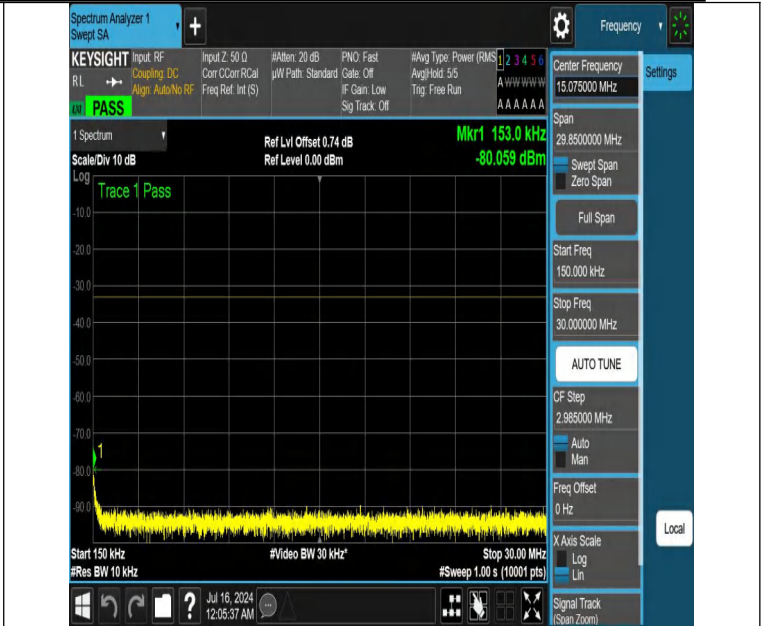 Spectrum Analyzer 1
Swept SA
+
Frequency
KEYSIGHT
RL
LXI
PASS
Input: RF
Coupling: DC
Align: Auto/No RF
Input Z: 50 Ω
Corr CCorr RCal
Freq Ref: Int (S)
#Atten: 20 dB
µW Path: Standard
PNO: Fast
Gate: Off
IF Gain: Low
Sig Track: Off
#Avg Type: Power (RMS
Avg|Hold: 5/5
Trig: Free Run
1 2 3 4 5 6
A W W W W W
A A A A A A
1 Spectrum
Scale/Div 10 dB
Log
Ref Lvl Offset 0.74 dB
Ref Level 0.00 dBm
Mkr1 153.0 kHz
-80.059 dBm
Trace 1 Pass
-10.0
-20.0
-30.0
-40.0
-50.0
-60.0
-70.0
1
-80.0
-90.0
Start 150 kHz
#Res BW 10 kHz
#Video BW 30 kHz*
Stop 30.00 MHz
#Sweep 1.00 s (10001 pts)
?
Jul 16, 2024
12:05:37 AM
Center Frequency
15.075000 MHz
Settings
Span
29.8500000 MHz
Swept Span
Zero Span
Full Span
Start Freq
150.000 kHz
Stop Freq
30.000000 MHz
AUTO TUNE
CF Step
2.985000 MHz
Auto
Man
Freq Offset
0 Hz
X Axis Scale
Log
Lin
Local
Signal Track
(Span Zoom)